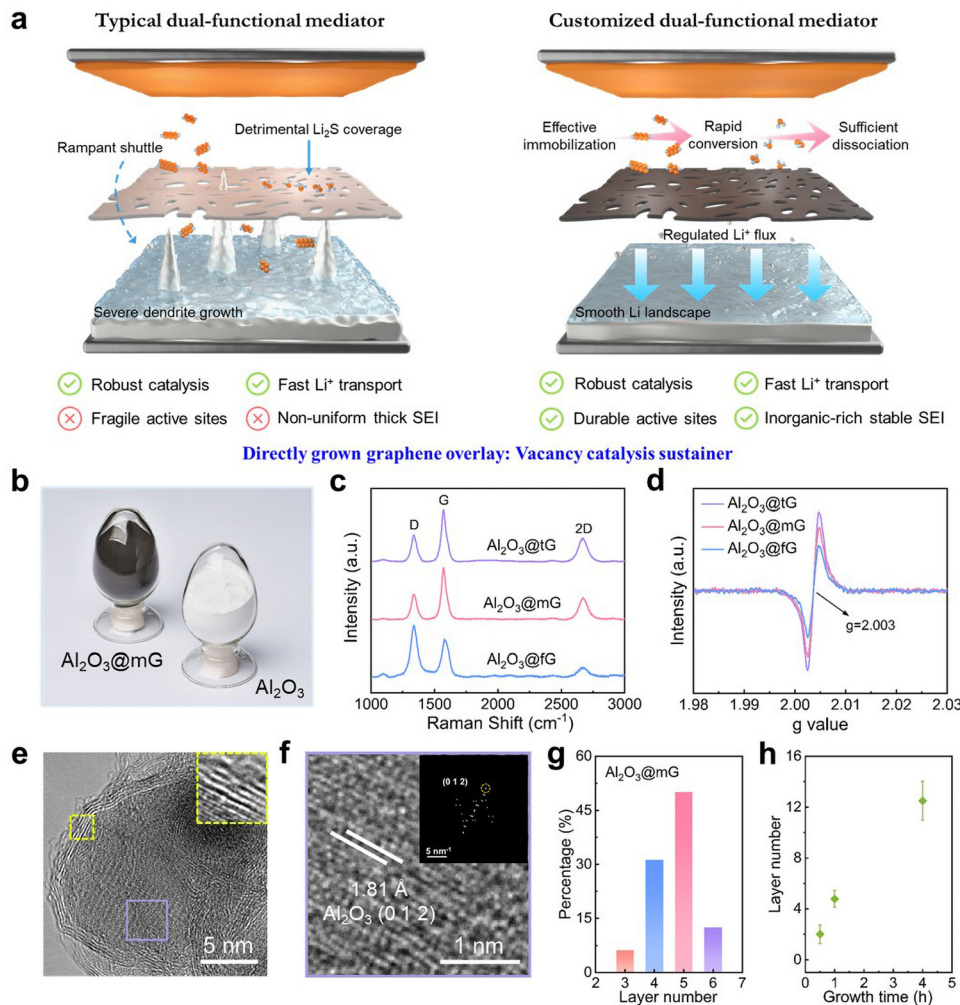 a
Typical dual-functional mediator
Customized dual-functional mediator
Detrimental Li₂S coverage
Rampant shuttle
Severe dendrite growth
Effective
immobilization
Rapid
conversion
Sufficient
dissociation
Regulated Li⁺ flux
Smooth Li landscape
Robust catalysis
Fast Li⁺ transport
Fragile active sites
Non-uniform thick SEI
Robust catalysis
Fast Li⁺ transport
Durable active sites
Inorganic-rich stable SEI
Directly grown graphene overlay: Vacancy catalysis sustainer
b
Al₂O₃@mG
Al₂O₃
c
D
G
2D
Al₂O₃@tG
Al₂O₃@mG
Al₂O₃@fG
Intensity (a.u.)
1000 1500 2000 2500 3000
Raman Shift (cm⁻¹)
d
Al₂O₃@tG
Al₂O₃@mG
Al₂O₃@fG
g=2.003
Intensity (a.u.)
1.98 1.99 2.00 2.01 2.02 2.03
g value
e
5 nm
f
(0 1 2)
5 nm⁻¹
1.81 Å
Al₂O₃ (0 1 2)
1 nm
g
Al₂O₃@mG
Percentage (%)
60
45
30
15
0
2 3 4 5 6 7
Layer number
h
Layer number
16
12
8
4
0
0 1 2 3 4 5
Growth time (h)